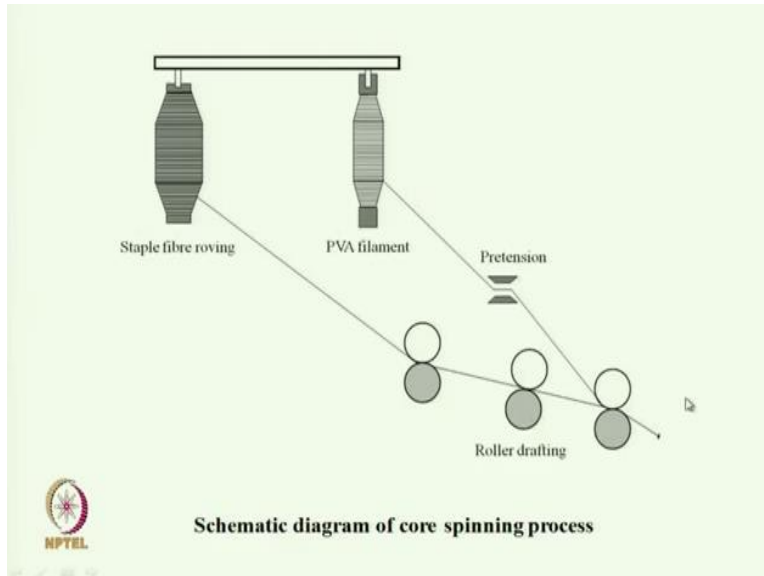 Staple fibre roving
PVA filament
Pretension
Roller drafting
NPTEL
Schematic diagram of core spinning process